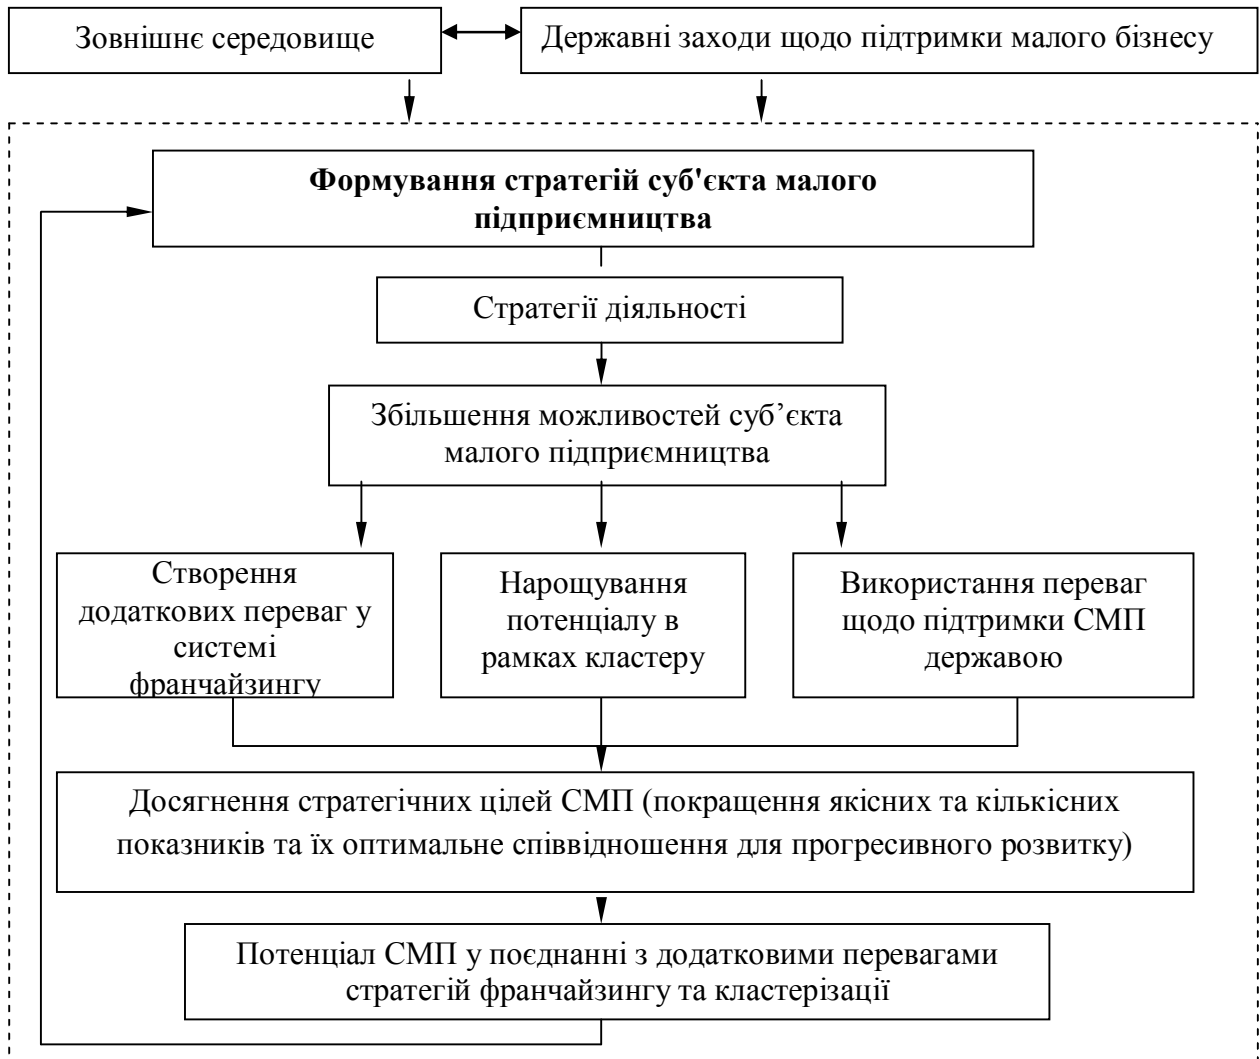 Зовнішнє середовище
Державні заходи щодо підтримки малого бізнесу
Формування стратегій суб'єкта малого
підприємництва
Стратегії діяльності
Збільшення можливостей суб’єкта
малого підприємництва
Створення
додаткових переваг у
системі
франчайзингу
Нарощування
потенціалу в
рамках кластеру
Використання переваг
щодо підтримки СМП
державою
Досягнення стратегічних цілей СМП (покращення якісних та кількісних
показників та їх оптимальне співвідношення для прогресивного розвитку)
Потенціал СМП у поєднанні з додатковими перевагами
стратегій франчайзингу та кластерізації